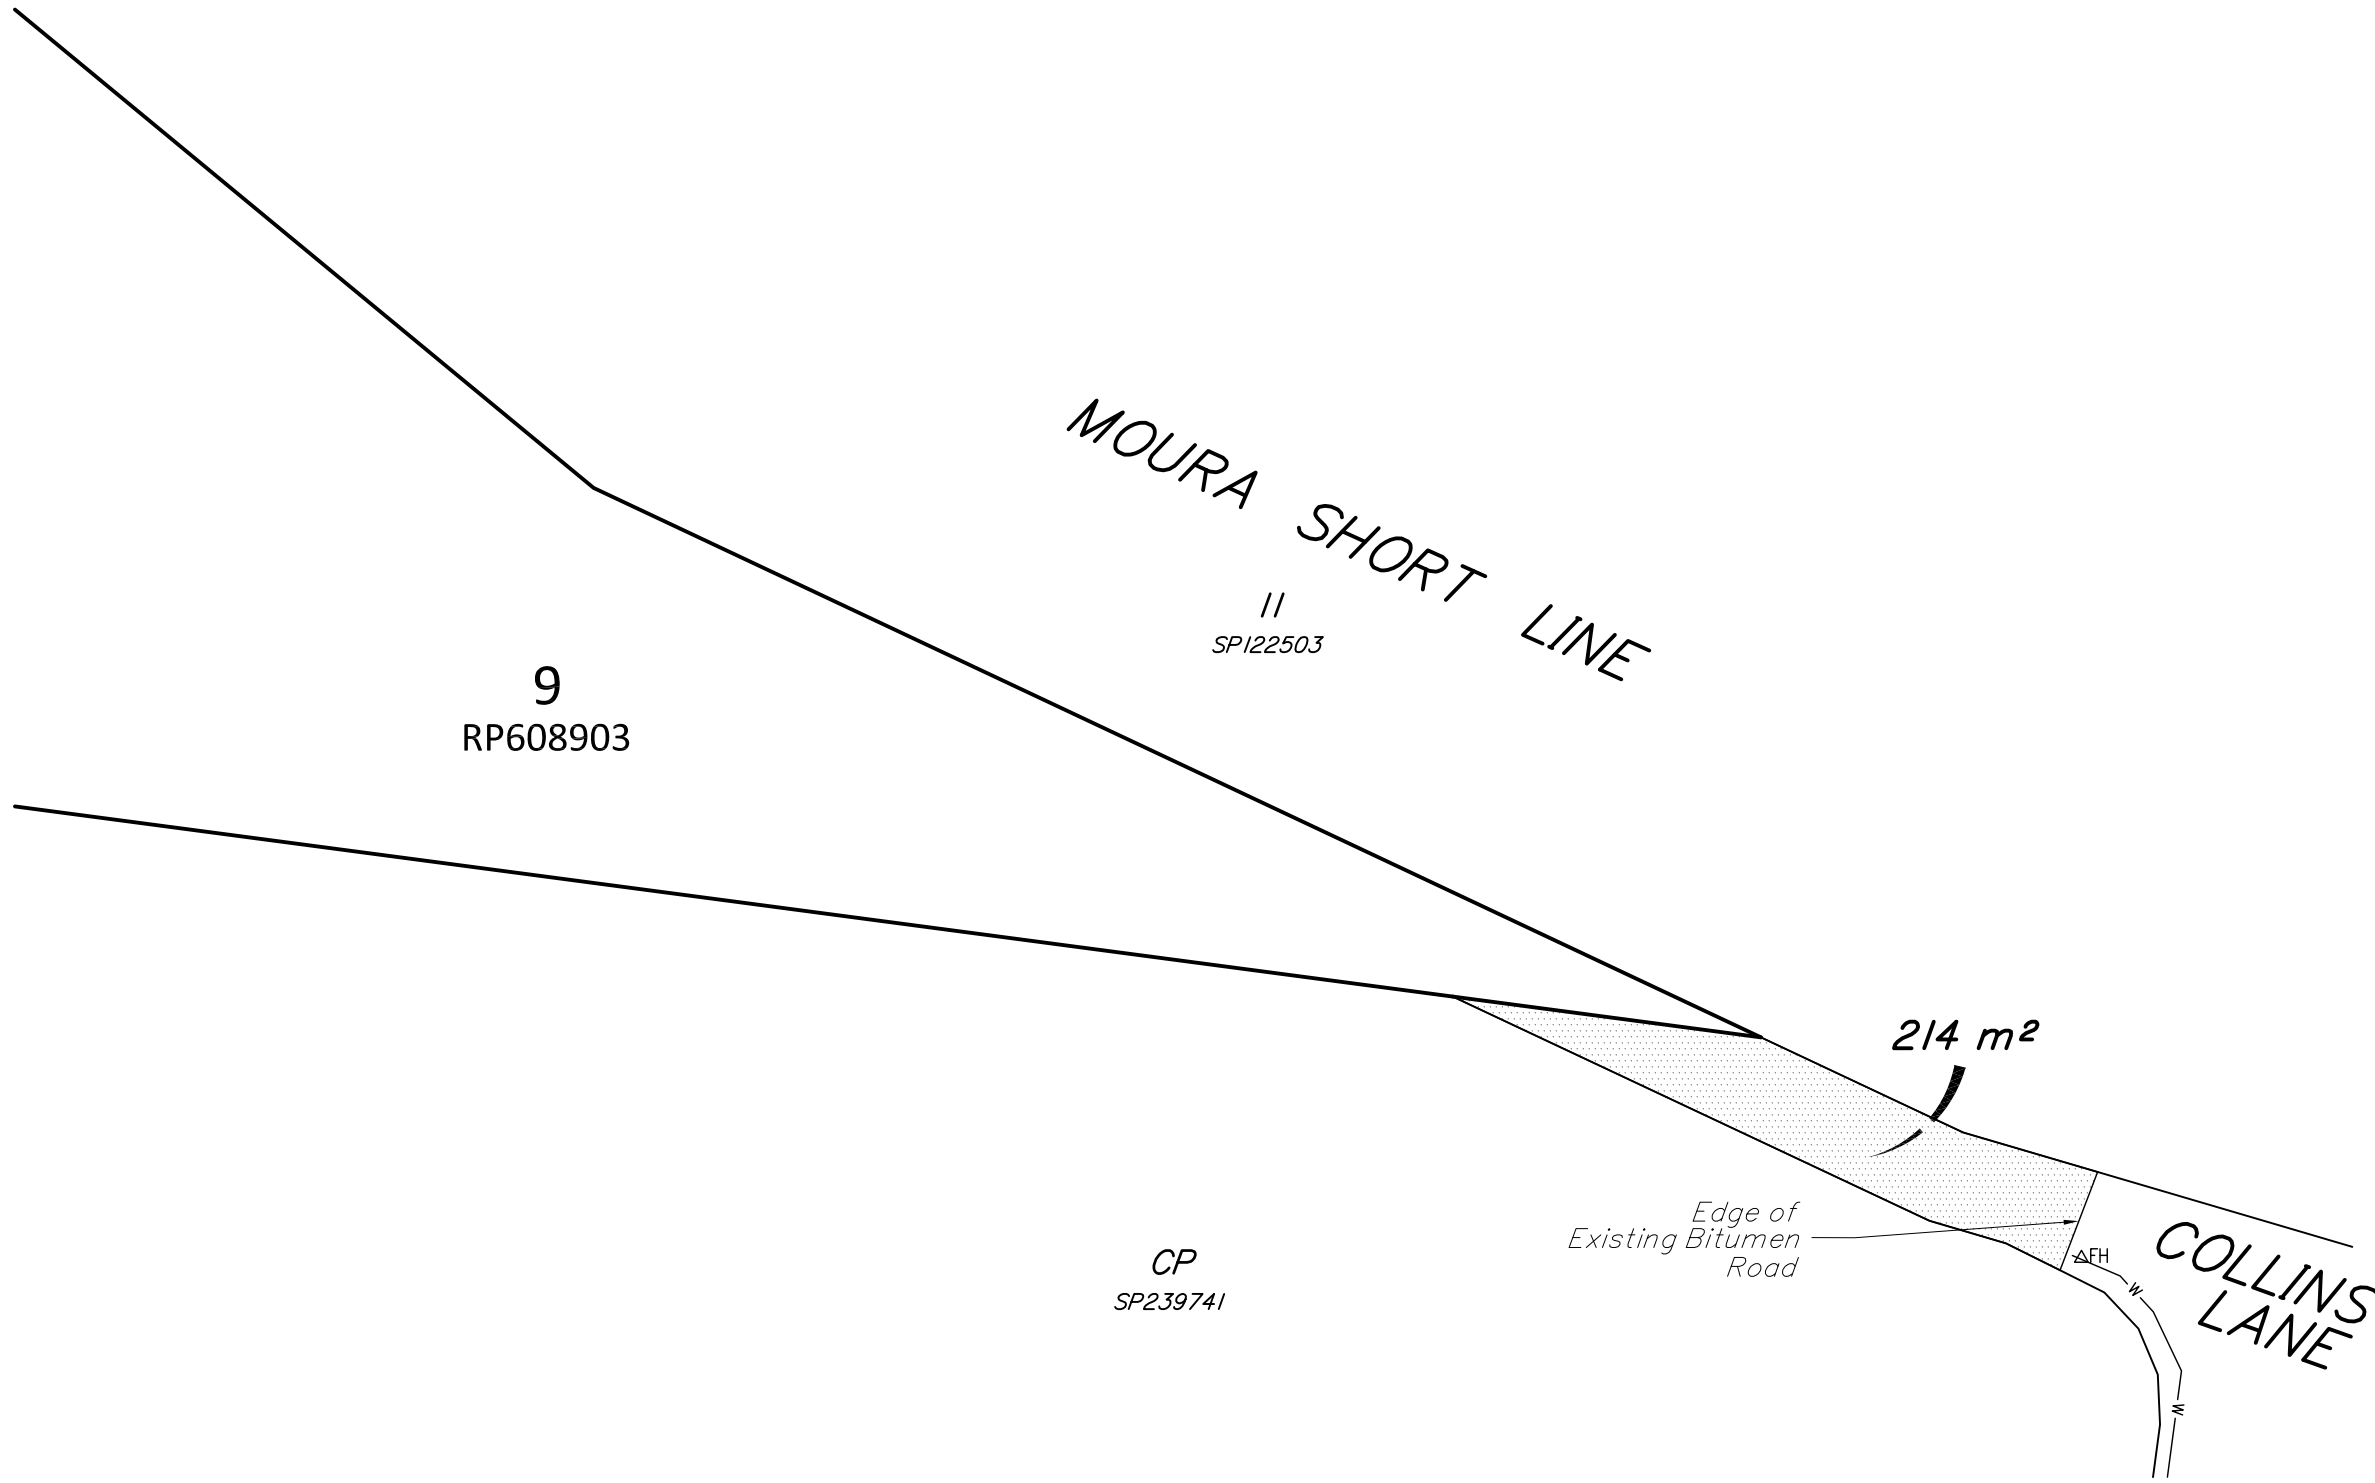 MOURA SHORT LINE
11
SP122503
9
RP608903
214 m²
Edge of
Existing Bitumen
Road
FH
W
COLLINS
LANE
CP
SP239741
W